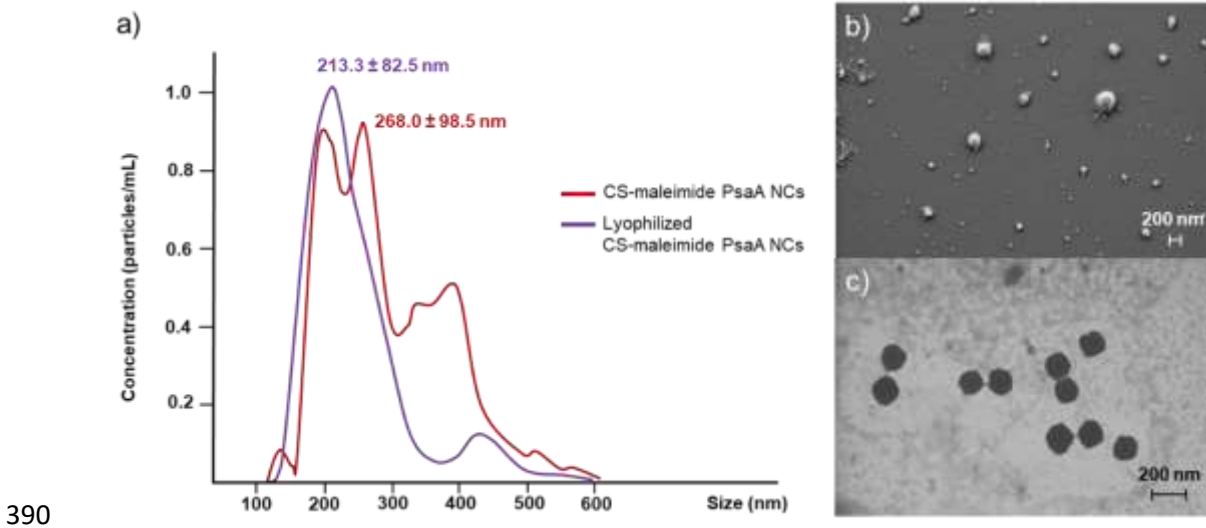 a)
213.3 ± 82.5 nm
268.0 ± 98.5 nm
Concentration (particles/mL)
1.0
0.8
0.6
0.4
0.2
CS-maleimide PsaA NCs
Lyophilized
CS-maleimide PsaA NCs
100
200
300
400
500
600
Size (nm)
b)
200 nm
c)
200 nm
390